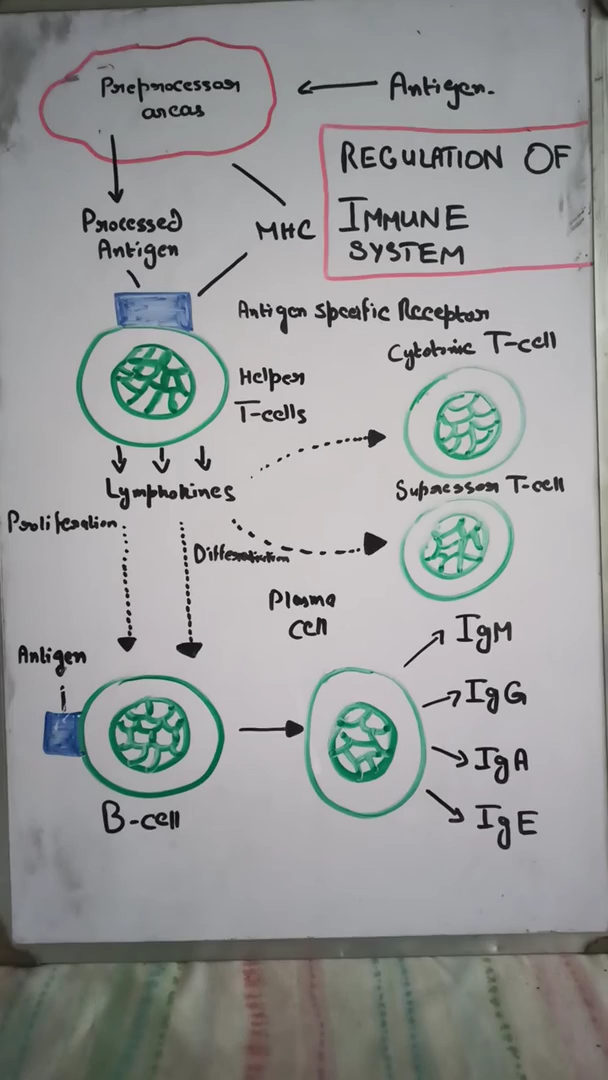 Preprocessor
areas
Antigen.
REGULATION OF
IMMUNE
SYSTEM
Processed
Antigen
MHC
Antigen specific Receptor
Helper
T-cells
Cytotoxic T-cell
Lymphokines
Supressor T-cell
Proliferation
Differentiation
Plasma
cell
Antigen
B-cell
IgM
IgG
IgA
IgE